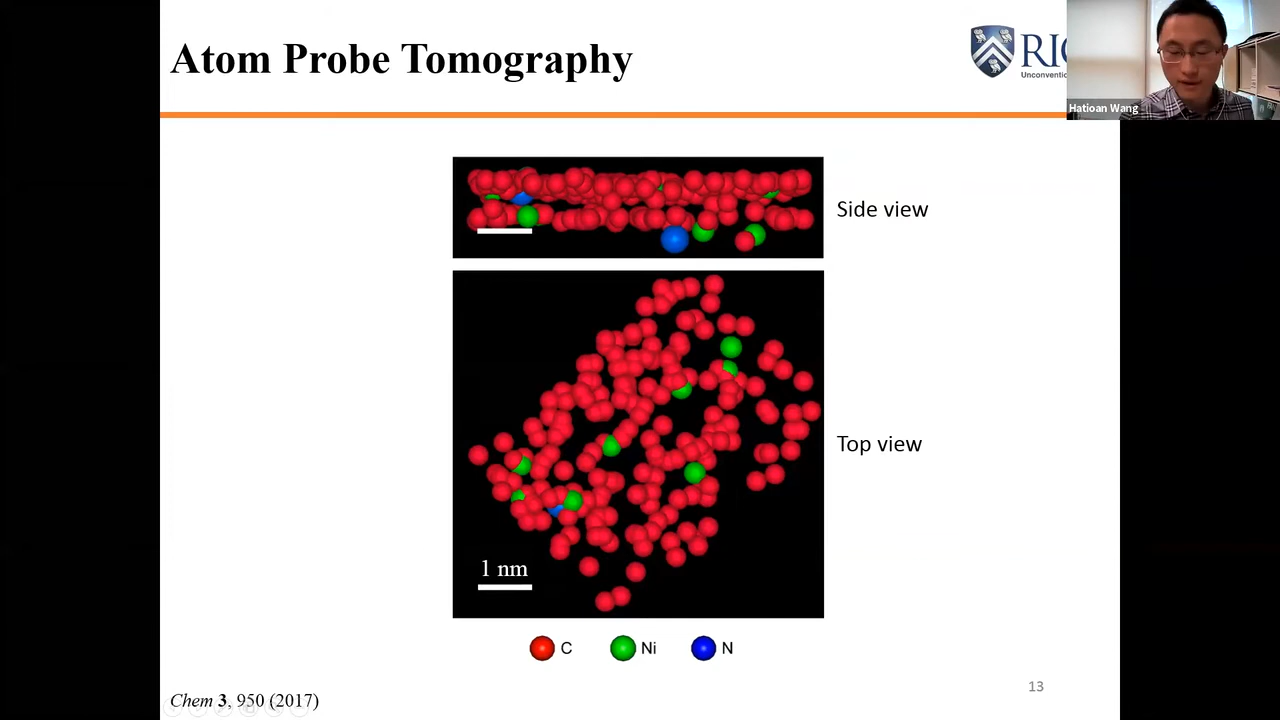 Atom Probe Tomography
RIC
Unconventio
Hatioan Wang
Side view
Top view
1 nm
C
Ni
N
13
Chem 3, 950 (2017)